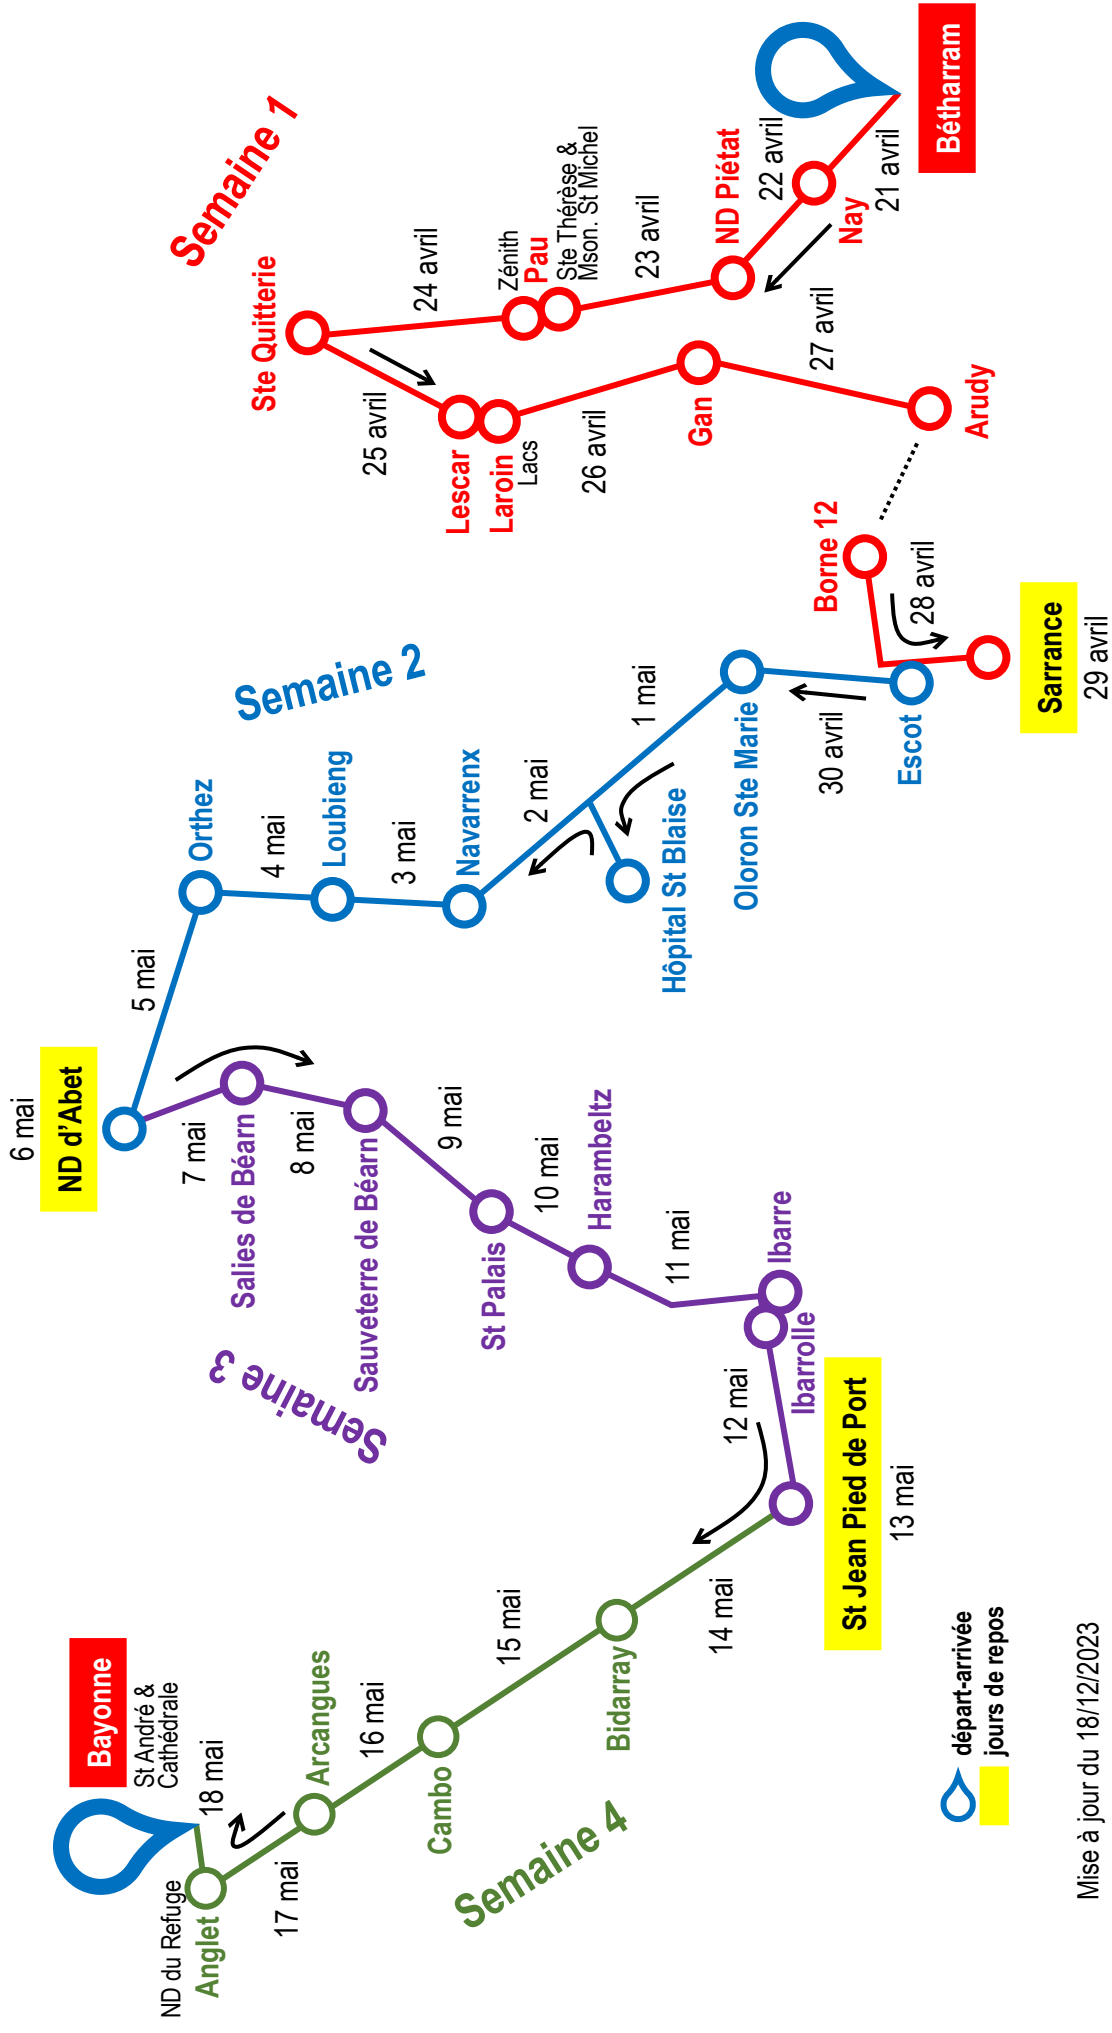 Semaine 1
Bétharram
21 avril
Nay
22 avril
ND Piétat
23 avril
Ste Thérèse &
Mson. St Michel
Pau
Zénith
24 avril
Ste Quitterie
25 avril
Lescar
Laroin
Lacs
26 avril
Gan
27 avril
Arudy
Borne 12
28 avril
Sarrance
29 avril
Semaine 2
Escot
30 avril
Oloron Ste Marie
1 mai
Hôpital St Blaise
2 mai
Navarrenx
3 mai
Loubieng
4 mai
Orthez
5 mai
6 mai
ND d'Abet
Semaine 3
7 mai
Salies de Béarn
8 mai
Sauveterre de Béarn
9 mai
St Palais
10 mai
Harambeltz
11 mai
Ibarre
Ibarrolle
12 mai
St Jean Pied de Port
13 mai
Semaine 4
14 mai
Bidarray
15 mai
Cambo
16 mai
Arcangues
17 mai
ND du Refuge
Anglet
18 mai
Bayonne
St André &
Cathédrale
départ-arrivée
jours de repos
Mise à jour du 18/12/2023